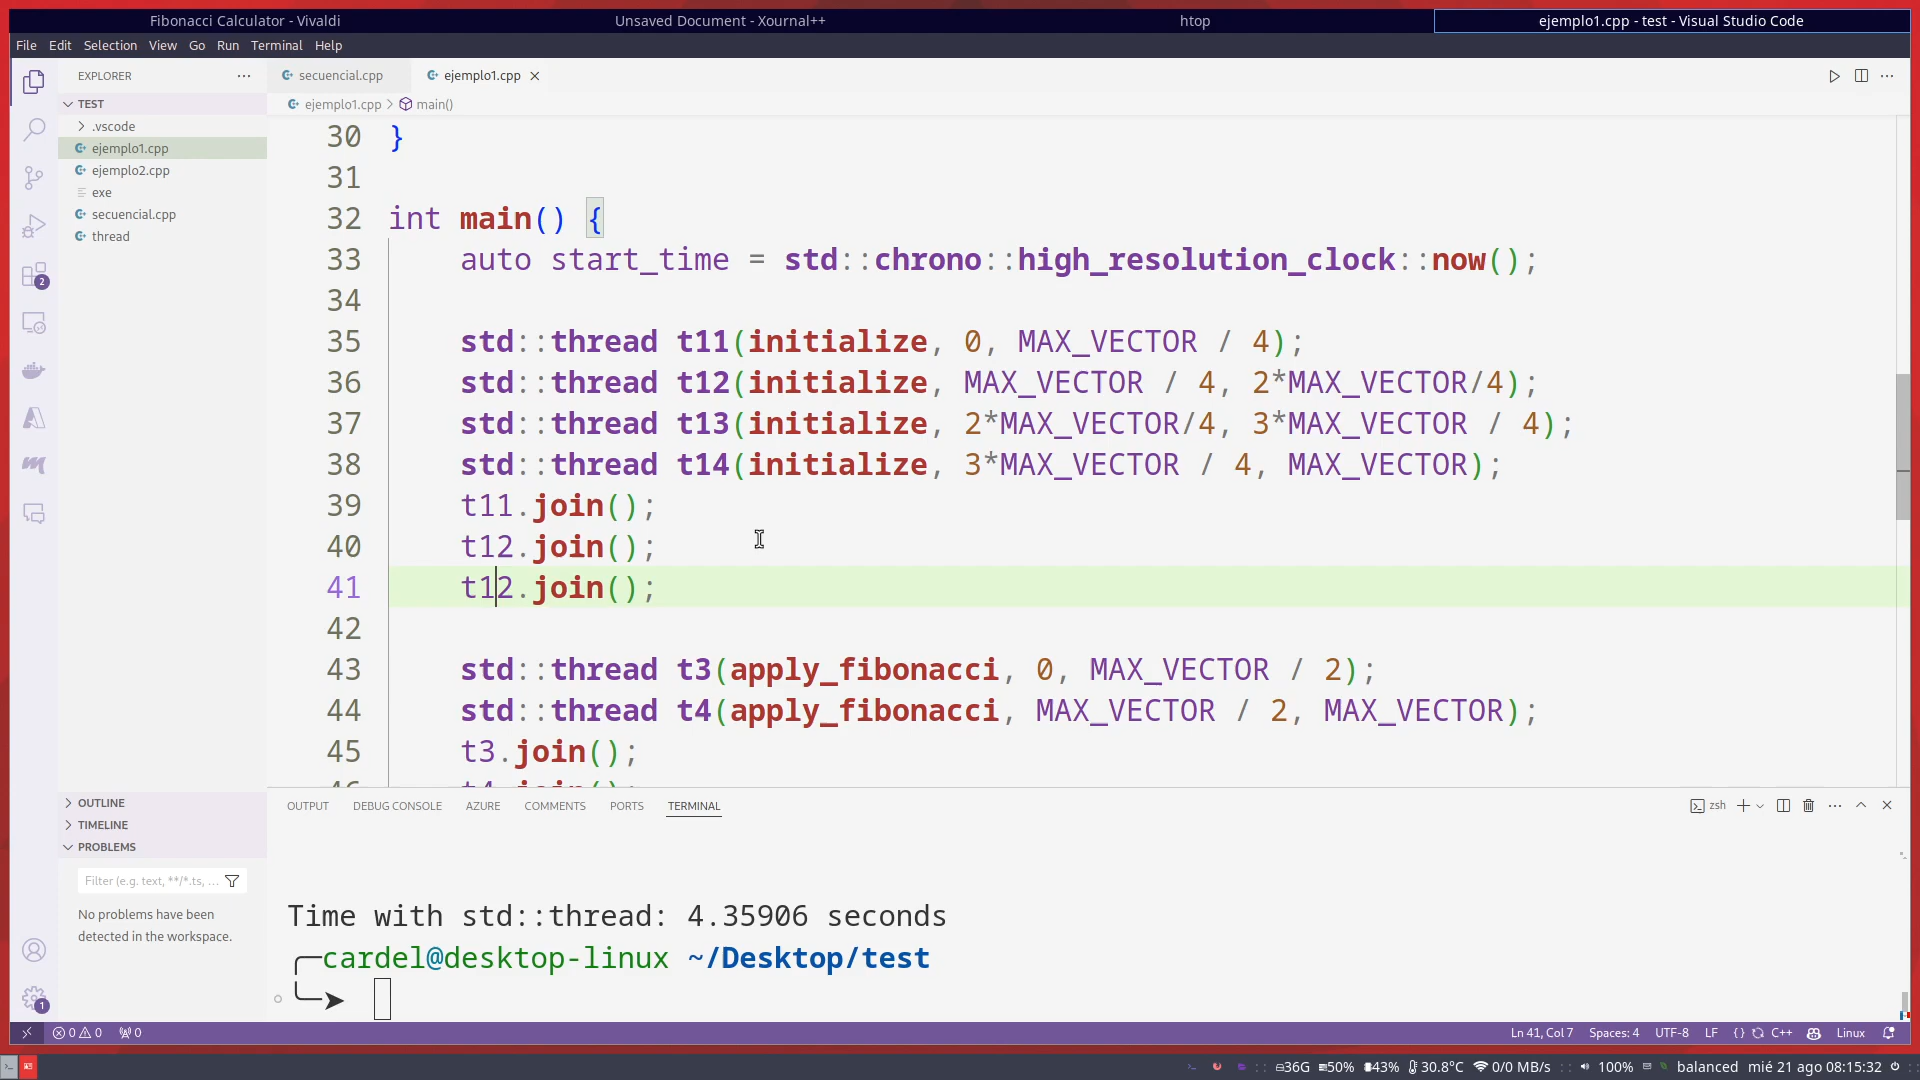 Fibonacci Calculator - Vivaldi
Unsaved Document - Xournal++
htop
ejemplo1.cpp - test - Visual Studio Code
File Edit Selection View Go Run Terminal Help
EXPLORER
TEST
.vscode
ejemplo1.cpp
ejemplo2.cpp
exe
secuencial.cpp
thread
2
OUTLINE
TIMELINE
PROBLEMS
Filter (e.g. text, **/*.ts, ...
No problems have been
detected in the workspace.
1
secuencial.cpp
ejemplo1.cpp
ejemplo1.cpp > main()
30 }
31
32 int main() {
33 auto start_time = std::chrono::high_resolution_clock::now();
34
35 std::thread t11(initialize, 0, MAX_VECTOR / 4);
36 std::thread t12(initialize, MAX_VECTOR / 4, 2*MAX_VECTOR/4);
37 std::thread t13(initialize, 2*MAX_VECTOR/4, 3*MAX_VECTOR / 4);
38 std::thread t14(initialize, 3*MAX_VECTOR / 4, MAX_VECTOR);
39 t11.join();
40 t12.join();
41 t12.join();
42
43 std::thread t3(apply_fibonacci, 0, MAX_VECTOR / 2);
44 std::thread t4(apply_fibonacci, MAX_VECTOR / 2, MAX_VECTOR);
45 t3.join();
46 t4.join();
OUTPUT DEBUG CONSOLE AZURE COMMENTS PORTS TERMINAL
zsh
Time with std::thread: 4.35906 seconds
cardel@desktop-linux ~/Desktop/test
0 0 0
Ln 41, Col 7 Spaces: 4 UTF-8 LF {} C++ Linux
36G 50% 43% 30.8°C 0/0 MB/s :: 100% balanced mié 21 ago 08:15:32